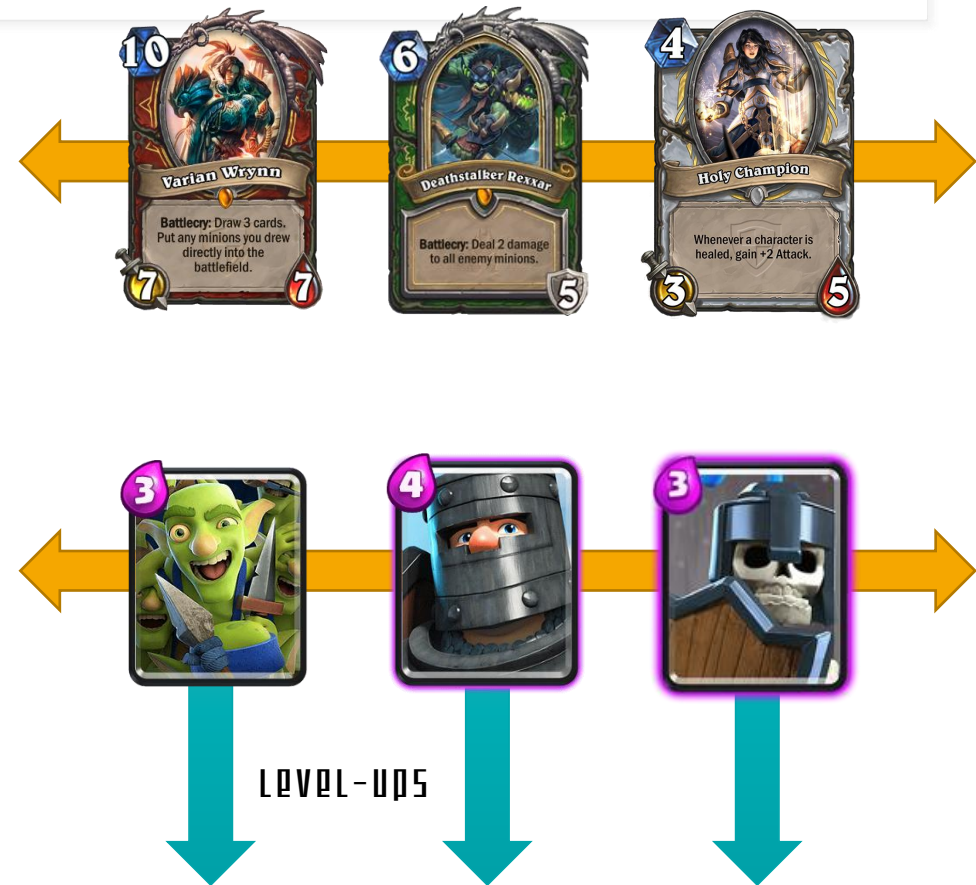 10
6
4
Varian Wrynn
Deathstalker Rexxar
Holy Champion
Battlecry: Draw 3 cards.
Put any minions you drew
directly into the
battlefield.
Battlecry: Deal 2 damage
to all enemy minions.
Whenever a character is
healed, gain +2 Attack.
7
7
5
3
5
3
4
3
LEVEL-UPS